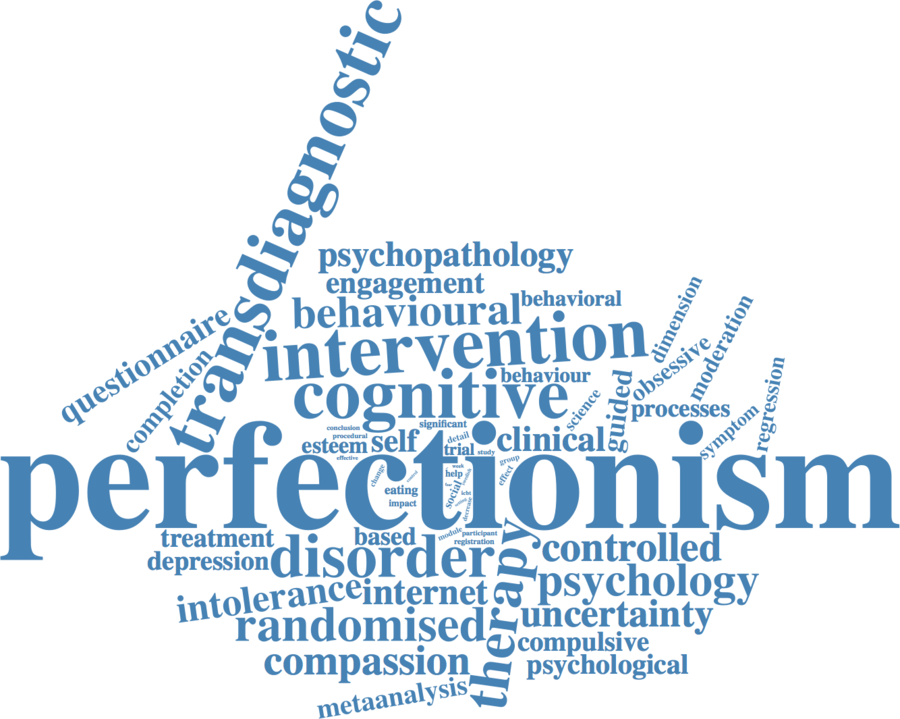 transdiagnostic
psychopathology
engagement
behavioural
behavioral
questionnaire
completion
intervention
dimension
moderation
obsessive
cognitive
behaviour
science
guided
processes
regression
symptom
conclusion
procedural
significant
esteem
self
effective
detail
trial
study
clinical
perfectionism
change
eating
impact
work
help
social
group
effect
icht
decrease
module
participant
registration
treatment
based
depression
disorder
therapy
controlled
psychology
intolerance
internet
uncertainty
randomised
compulsive
compassion
psychological
metaanalysis